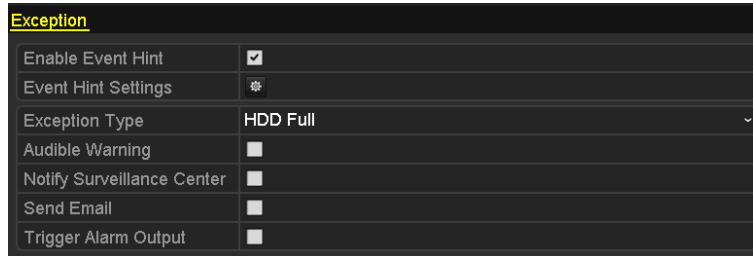 Exception
Enable Event Hint
Event Hint Settings
Exception Type HDD Full
Audible Warning
Notify Surveillance Center
Send Email
Trigger Alarm Output